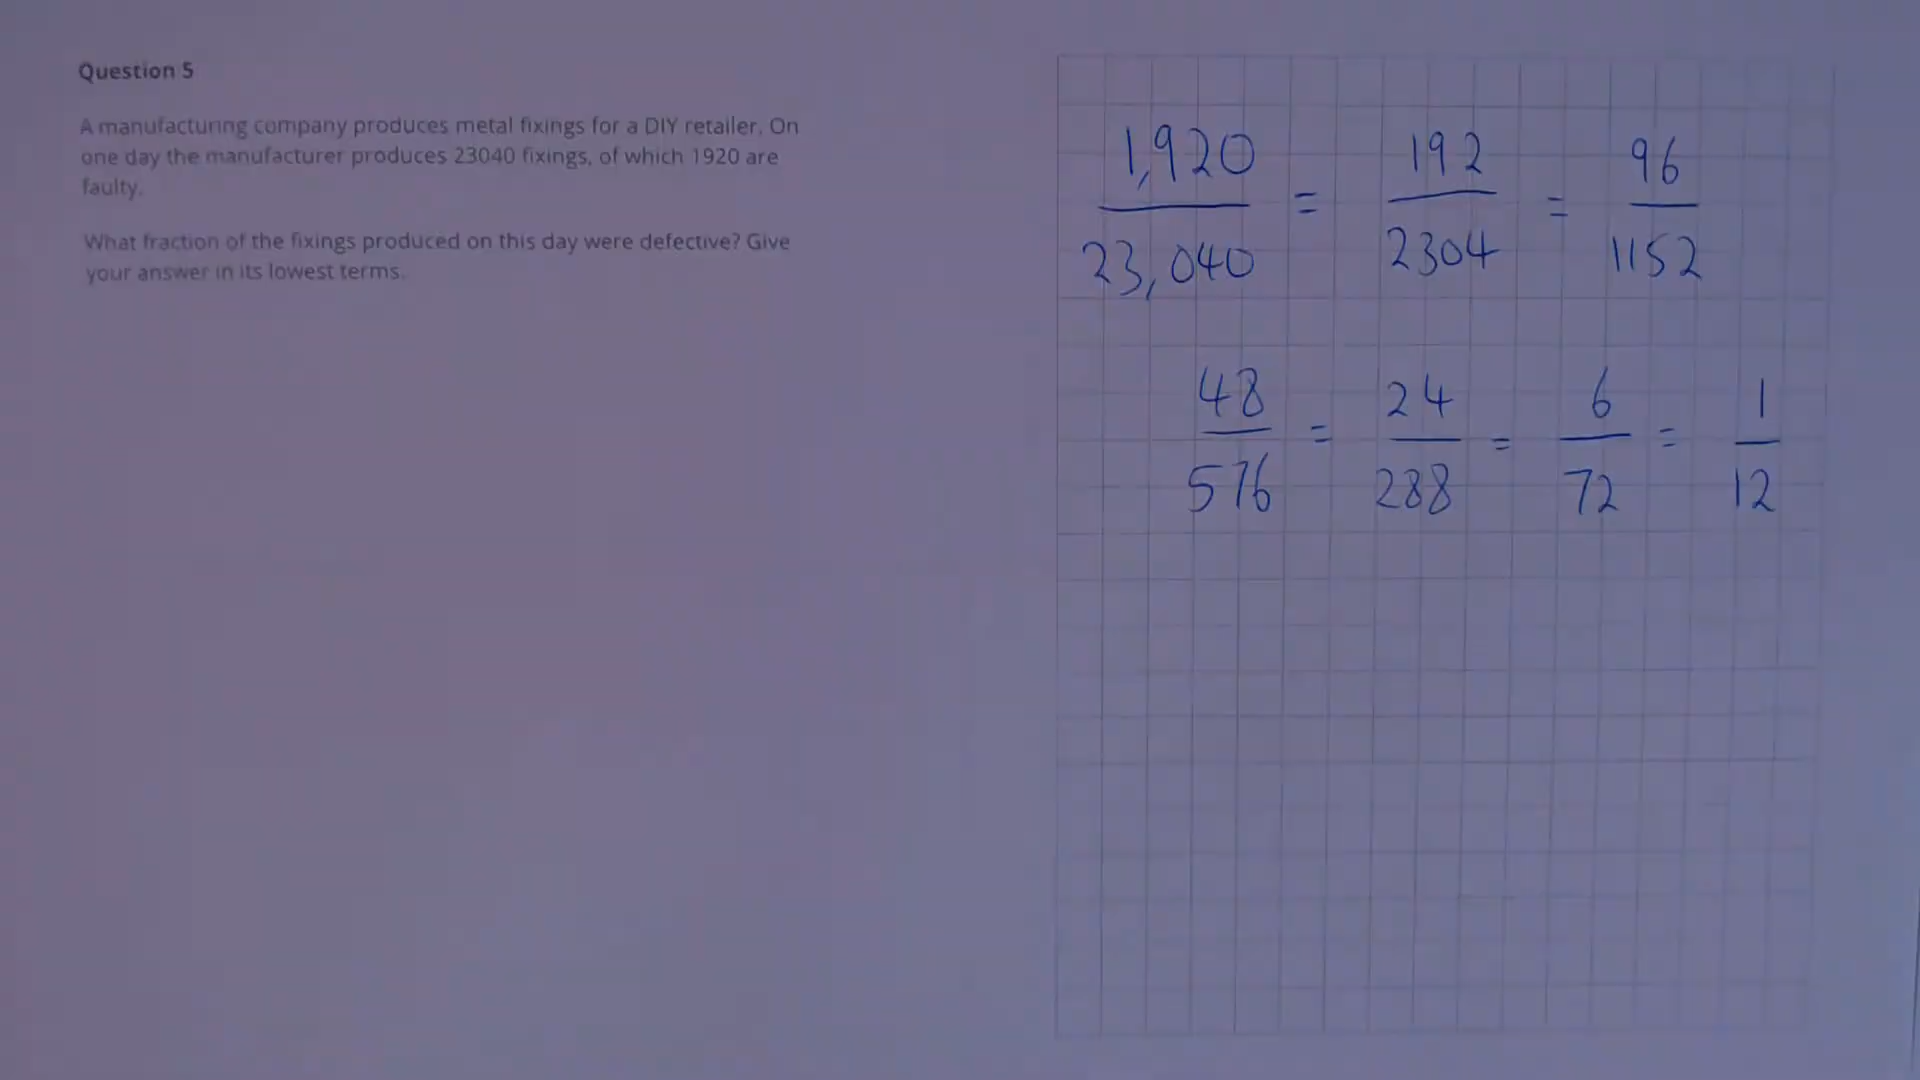 Question 5
A manufacturing company produces metal fixings for a DIY retailer. On
one day the manufacturer produces 23040 fixings, of which 1920 are
faulty.
What fraction of the fixings produced on this day were defective? Give
your answer in its lowest terms.
1,920/23,040 = 192/2304 = 96/1152
48/576 = 24/288 = 6/72 = 1/12